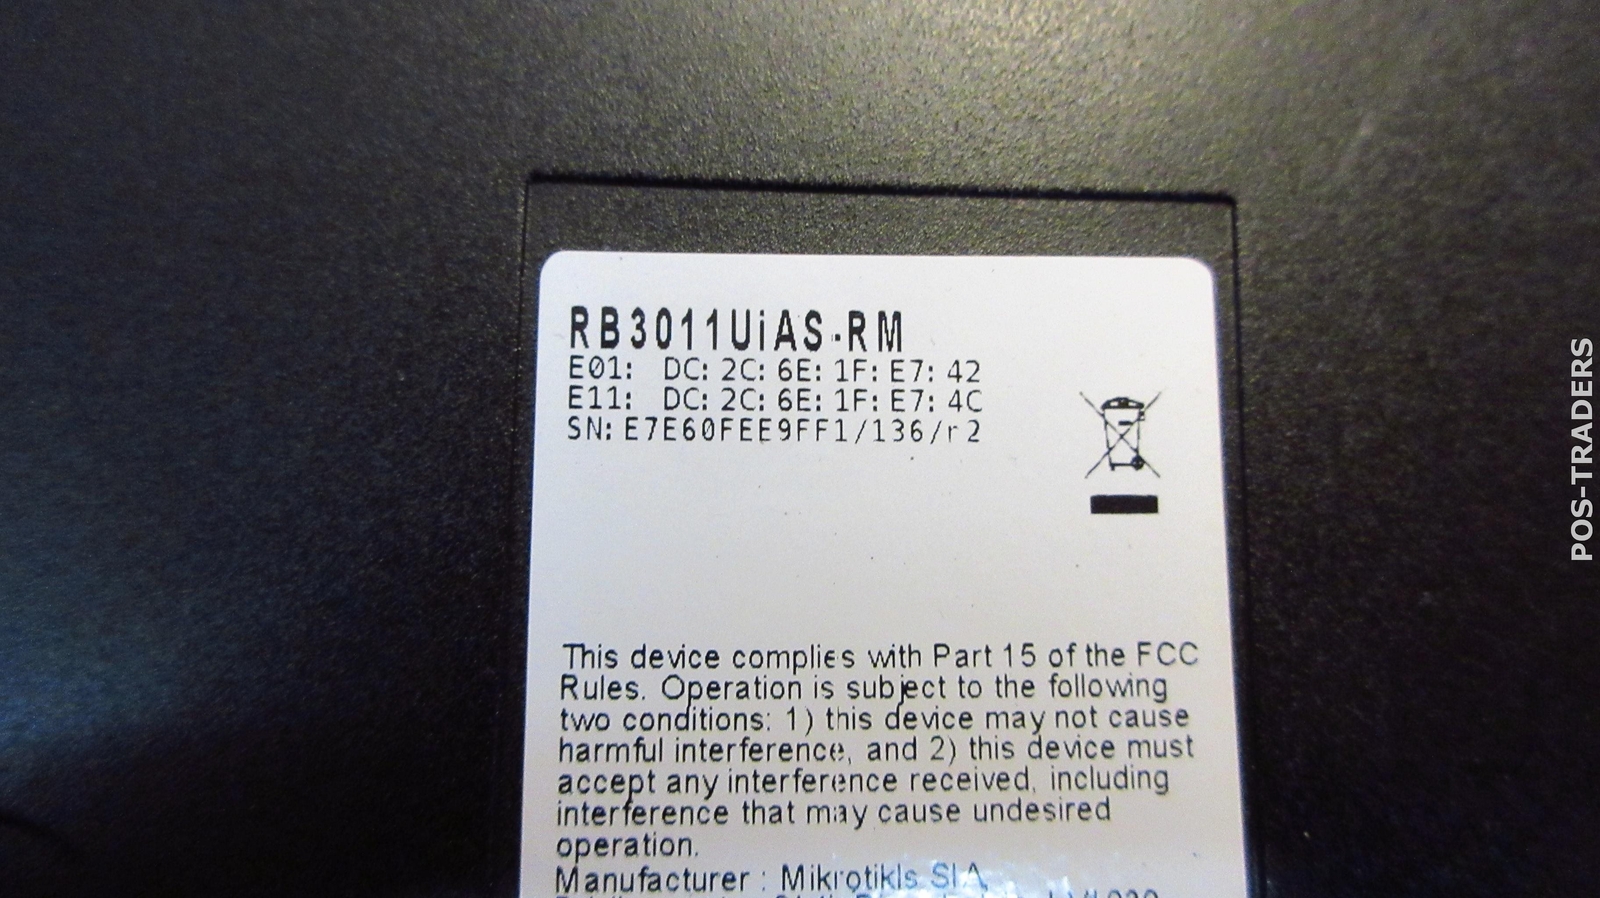 RB3011UiAS-RM
E01: DC:2C:6E:1F:E7:42
E11: DC:2C:6E:1F:E7:4C
SN: E7E60FEE9FF1/136/r2
This device complies with Part 15 of the FCC
Rules. Operation is subject to the following
two conditions: 1) this device may not cause
harmful interference, and 2) this device must
accept any interference received, including
interference that may cause undesired
operation.
Manufacturer : Mikrotikls SIA
POS-TRADERS